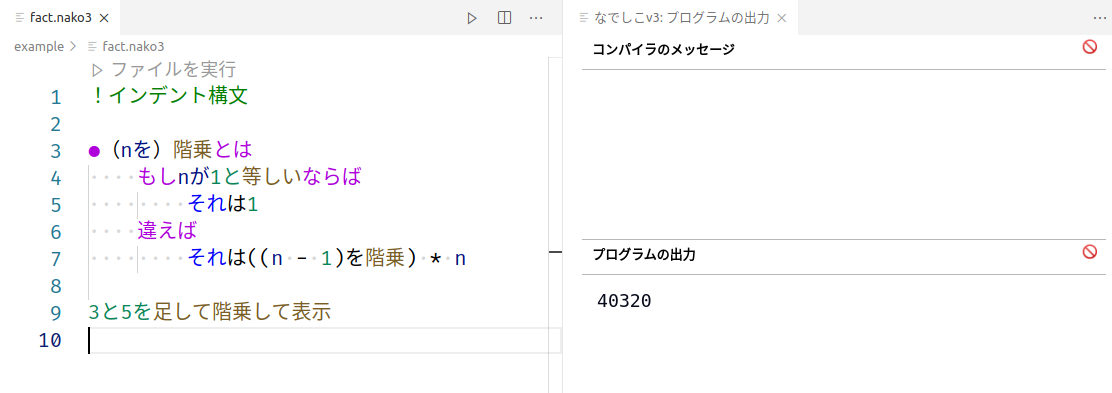 fact.nako3
example > fact.nako3
ファイルを実行
1 ！インデント構文
2
3 ●（nを）階乗とは
4 もしnが1と等しいならば
5 それは1
6 違えば
7 それは((n - 1)を階乗) * n
8
9 3と5を足して階乗して表示
10
なでしこv3: プログラムの出力
コンパイラのメッセージ
プログラムの出力
40320